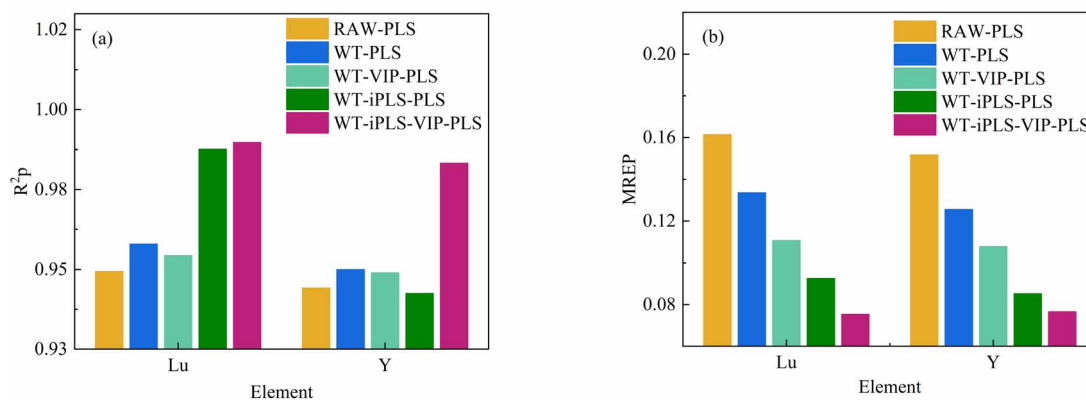 (a)
RAW-PLS
WT-PLS
WT-VIP-PLS
WT-iPLS-PLS
WT-iPLS-VIP-PLS
1.02
1.00
0.98
0.95
0.93
R²p
Lu
Y
Element
(b)
RAW-PLS
WT-PLS
WT-VIP-PLS
WT-iPLS-PLS
WT-iPLS-VIP-PLS
0.20
0.16
0.12
0.08
MREP
Lu
Y
Element